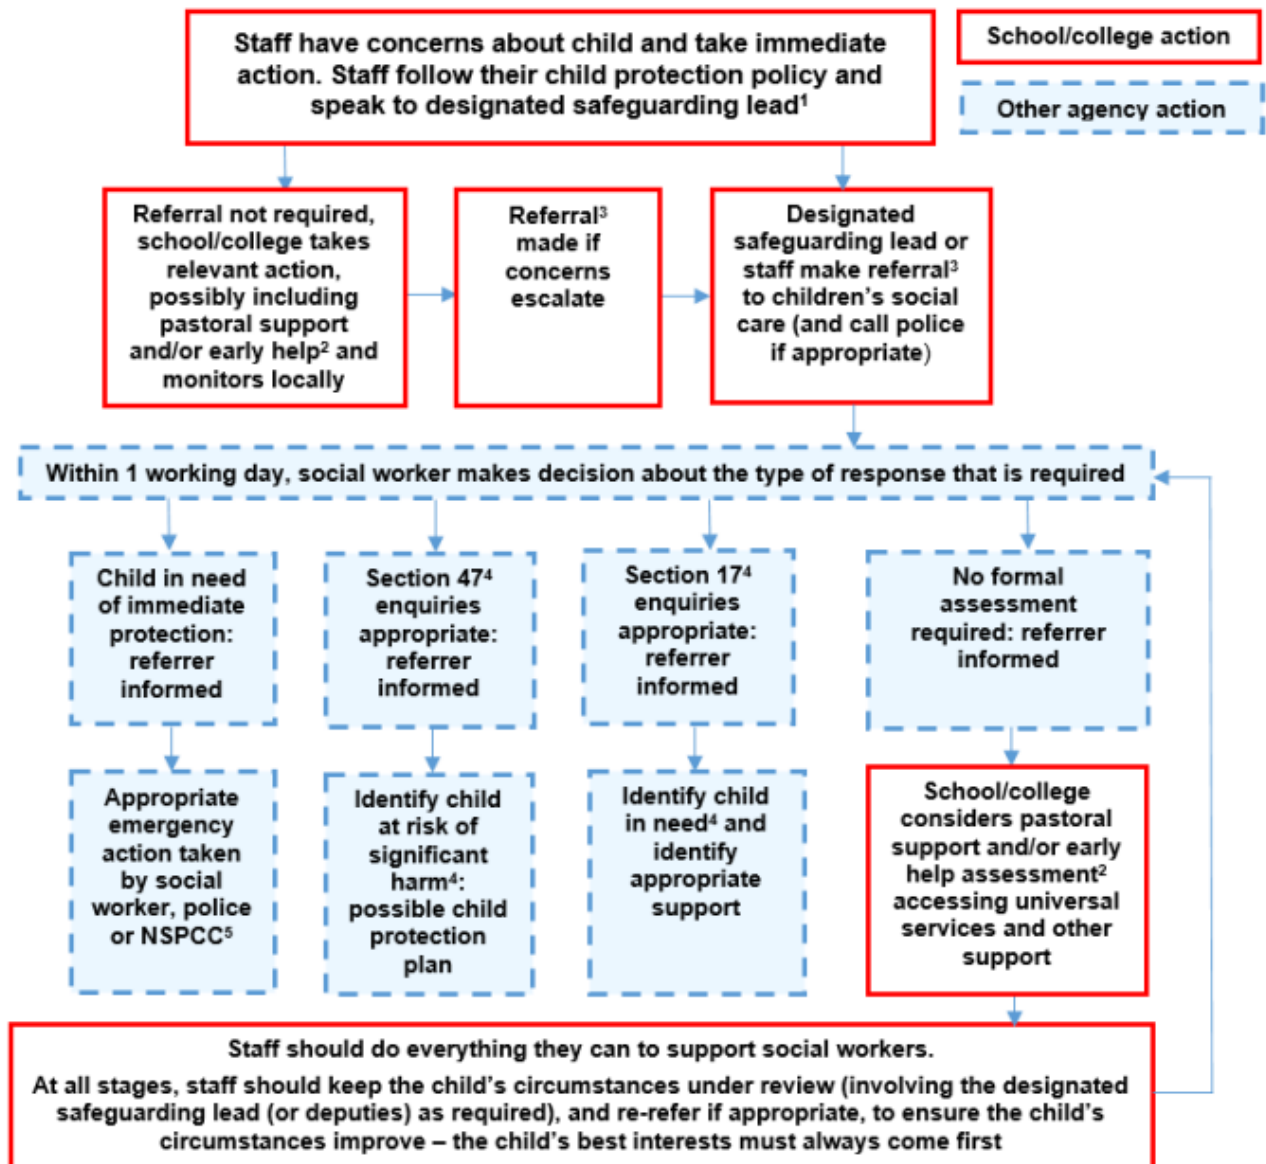 Staff have concerns about child and take immediate
action. Staff follow their child protection policy and
speak to designated safeguarding lead¹
School/college action
Other agency action
Referral not required,
school/college takes
relevant action,
possibly including
pastoral support
and/or early help² and
monitors locally
Referral³
made if
concerns
escalate
Designated
safeguarding lead or
staff make referral³
to children’s social
care (and call police
if appropriate)
Within 1 working day, social worker makes decision about the type of response that is required
Child in need
of immediate
protection:
referrer
informed
Section 47⁴
enquiries
appropriate:
referrer
informed
Section 17⁴
enquiries
appropriate:
referrer
informed
No formal
assessment
required: referrer
informed
Appropriate
emergency
action taken
by social
worker, police
or NSPCC⁵
Identify child
at risk of
significant
harm⁴:
possible child
protection
plan
Identify child
in need⁴ and
identify
appropriate
support
School/college
considers pastoral
support and/or early
help assessment²
accessing universal
services and other
support
Staff should do everything they can to support social workers.
At all stages, staff should keep the child’s circumstances under review (involving the designated
safeguarding lead (or deputies) as required), and re-refer if appropriate, to ensure the child’s
circumstances improve – the child’s best interests must always come first